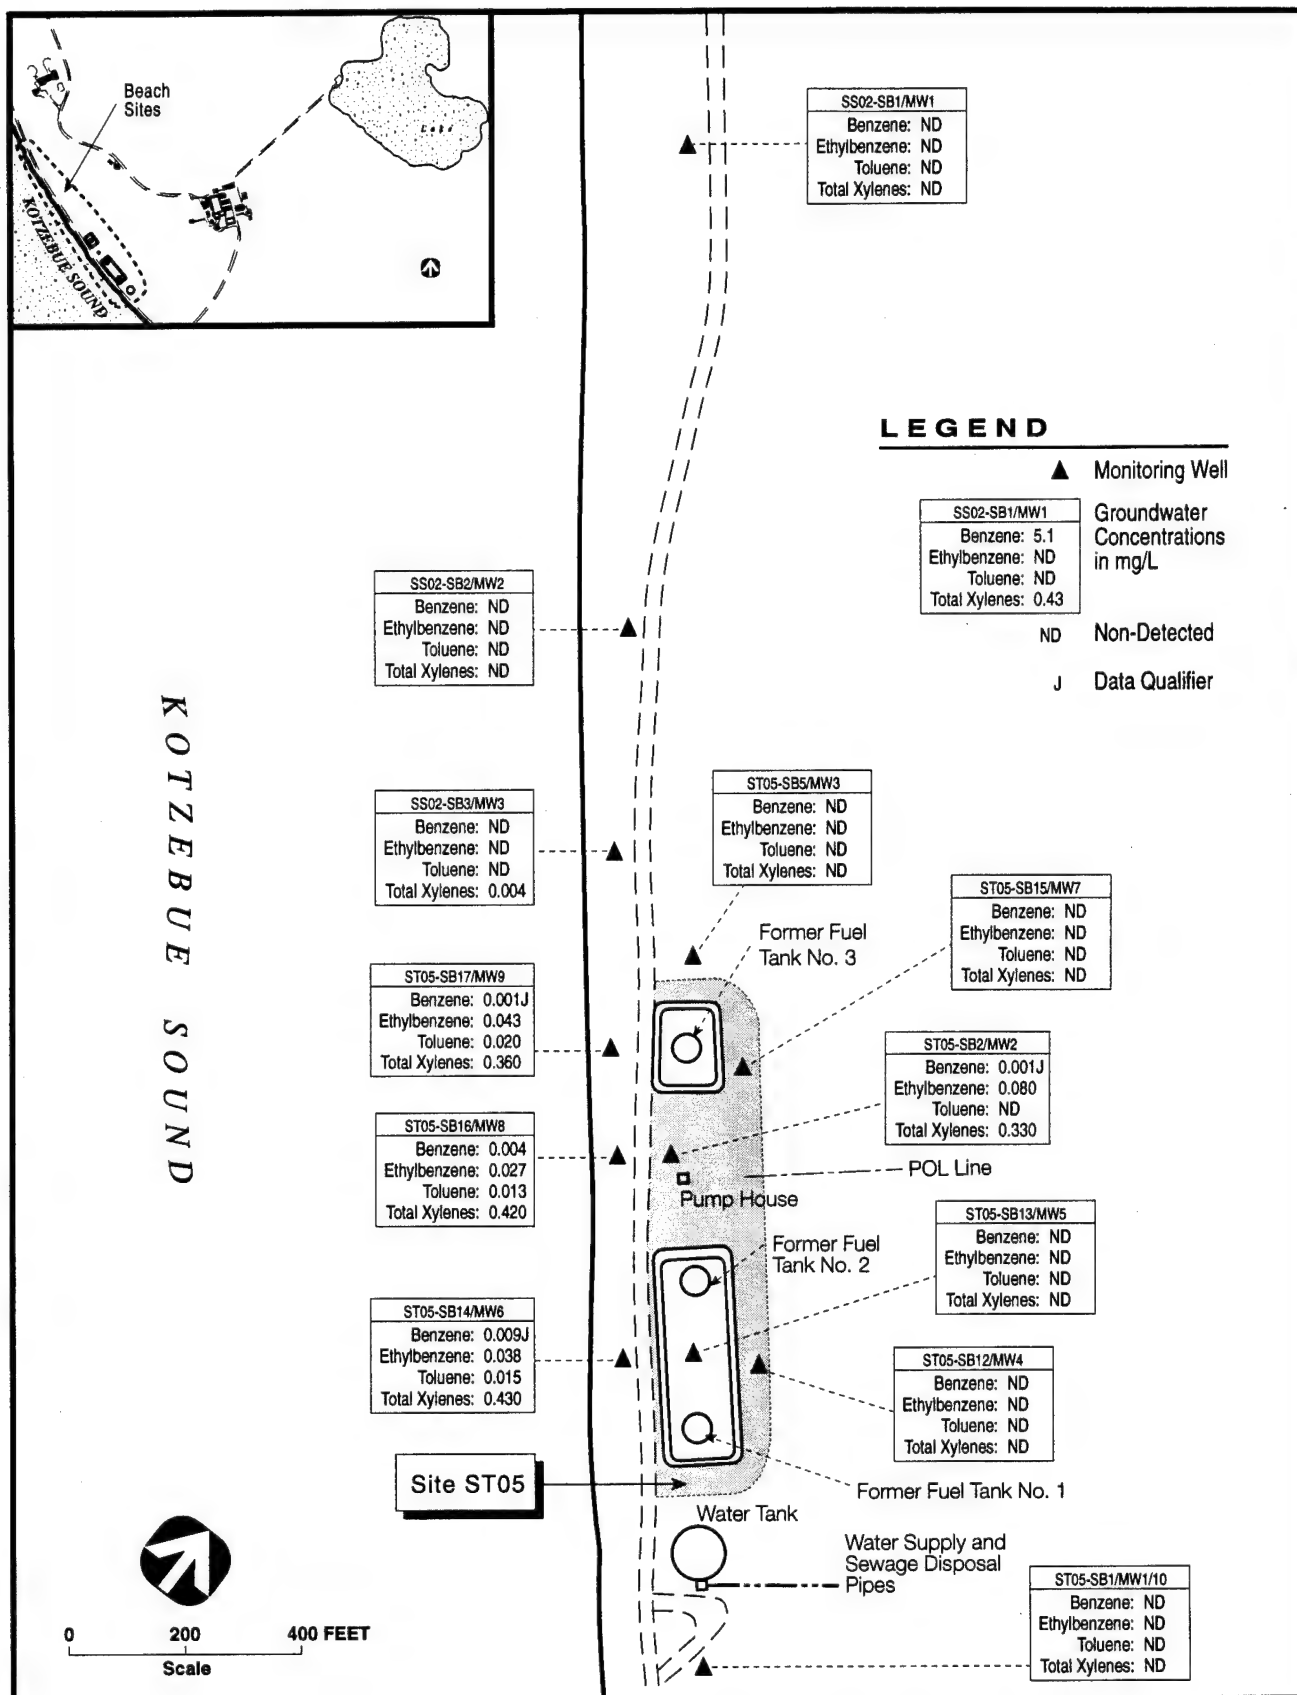 Beach
Sites
Lake
KOTZEBUE SOUND
SS02-SB1/MW1
Benzene: ND
Ethylbenzene: ND
Toluene: ND
Total Xylenes: ND
LEGEND
Monitoring Well
SS02-SB1/MW1
Benzene: 5.1
Ethylbenzene: ND
Toluene: ND
Total Xylenes: 0.43
Groundwater
Concentrations
in mg/L
ND Non-Detected
J Data Qualifier
SS02-SB2/MW2
Benzene: ND
Ethylbenzene: ND
Toluene: ND
Total Xylenes: ND
KOTZEBUE SOUND
SS02-SB3/MW3
Benzene: ND
Ethylbenzene: ND
Toluene: ND
Total Xylenes: 0.004
ST05-SB5/MW3
Benzene: ND
Ethylbenzene: ND
Toluene: ND
Total Xylenes: ND
Former Fuel
Tank No. 3
ST05-SB15/MW7
Benzene: ND
Ethylbenzene: ND
Toluene: ND
Total Xylenes: ND
ST05-SB17/MW9
Benzene: 0.001J
Ethylbenzene: 0.043
Toluene: 0.020
Total Xylenes: 0.360
ST05-SB2/MW2
Benzene: 0.001J
Ethylbenzene: 0.080
Toluene: ND
Total Xylenes: 0.330
ST05-SB16/MW8
Benzene: 0.004
Ethylbenzene: 0.027
Toluene: 0.013
Total Xylenes: 0.420
POL Line
Pump House
ST05-SB13/MW5
Benzene: ND
Ethylbenzene: ND
Toluene: ND
Total Xylenes: ND
Former Fuel
Tank No. 2
ST05-SB14/MW6
Benzene: 0.009J
Ethylbenzene: 0.038
Toluene: 0.015
Total Xylenes: 0.430
ST05-SB12/MW4
Benzene: ND
Ethylbenzene: ND
Toluene: ND
Total Xylenes: ND
Site ST05
Former Fuel Tank No. 1
Water Tank
Water Supply and
Sewage Disposal
Pipes
ST05-SB1/MW1/10
Benzene: ND
Ethylbenzene: ND
Toluene: ND
Total Xylenes: ND
0 200 400 FEET
Scale